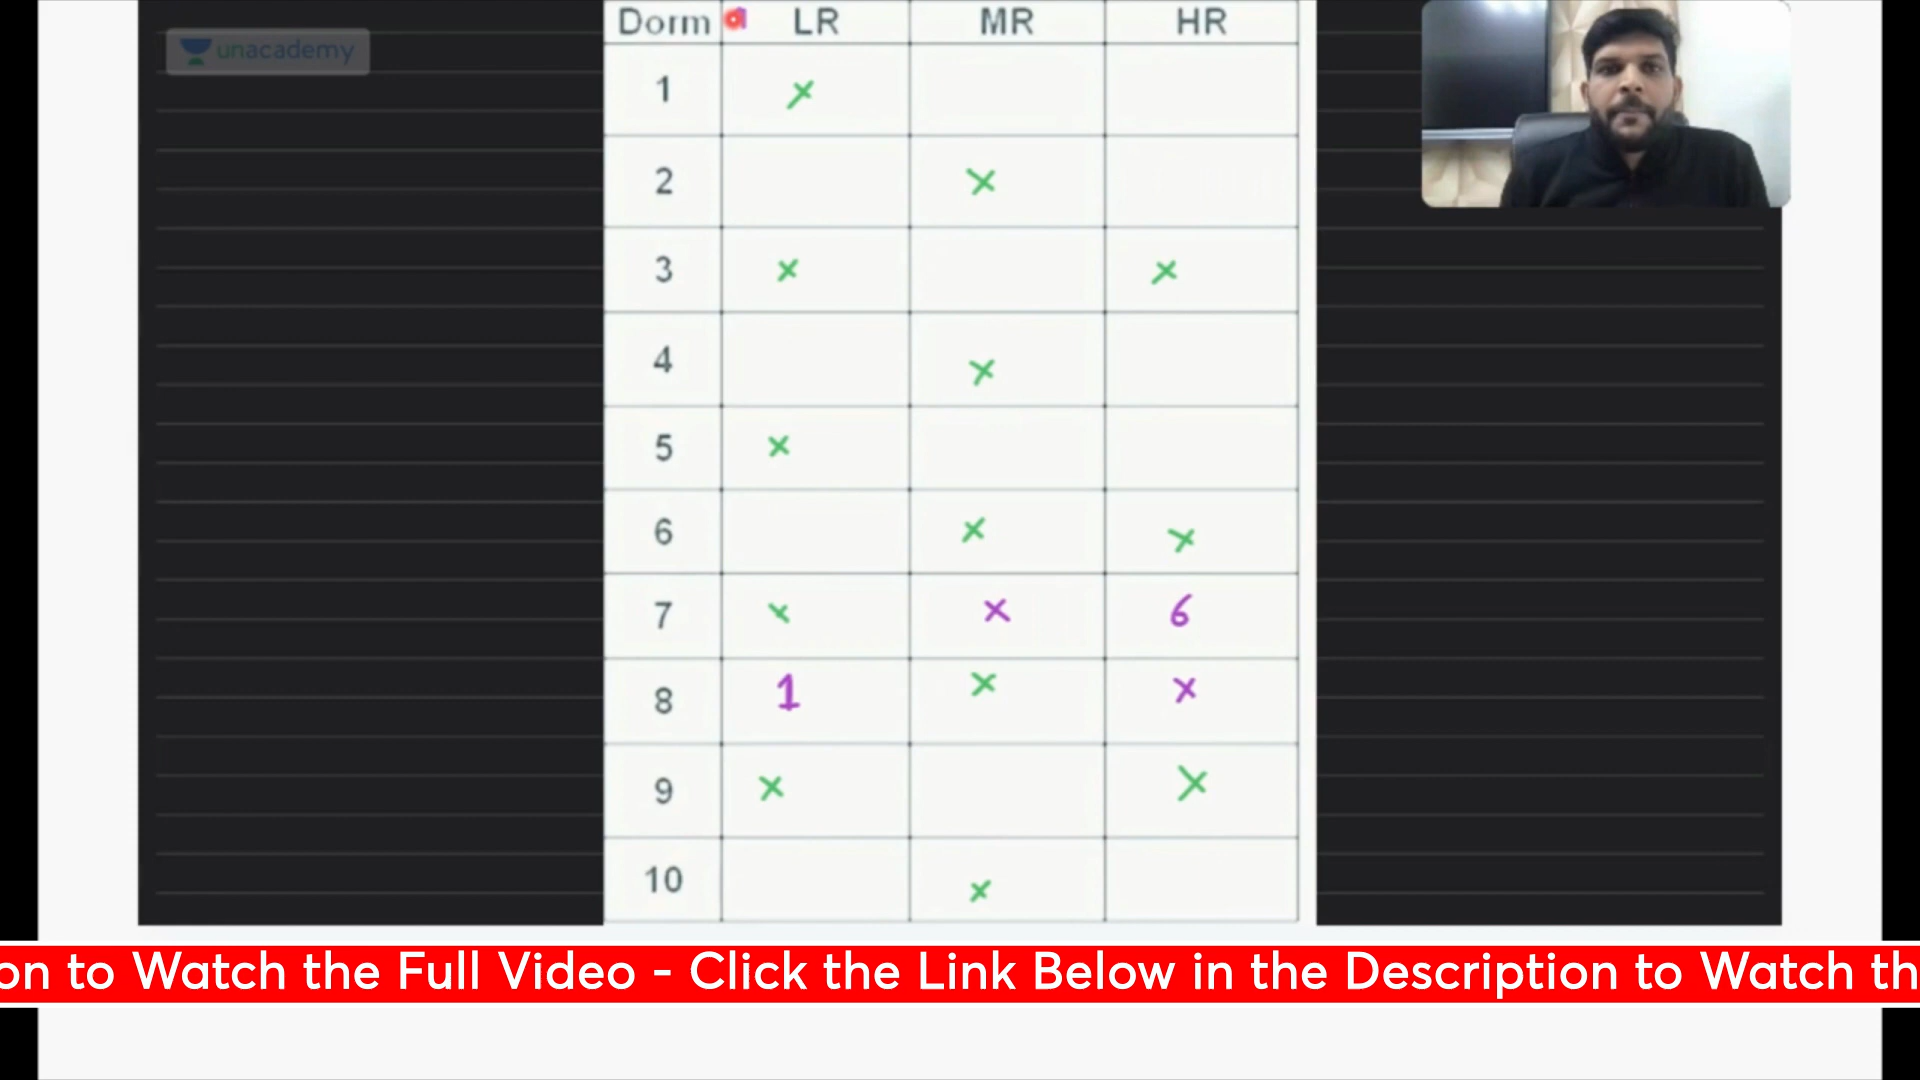 unacademy
Dorm LR MR HR
1 ×
2 ×
3 × ×
4 ×
5 ×
6 × ×
7 × × 6
8 1 × ×
9 × ×
10 ×
on to Watch the Full Video - Click the Link Below in the Description to Watch th